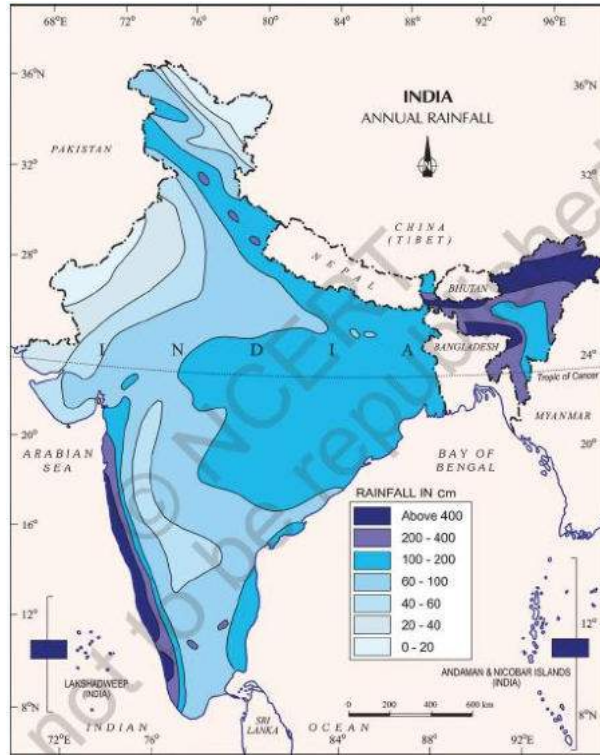 68°E 72° 76° 80° 84° 88° 92° 96°E
36°N
36°N
INDIA
ANNUAL RAINFALL
N
PAKISTAN
32°
32°
CHINA
(TIBET)
28°
28°
NEPAL
BHUTAN
INDIA
BANGLADESH
24°
24°
Tropic of Cancer
MYANMAR
20°
20°
ARABIAN
SEA
BAY OF
BENGAL
RAINFALL IN cm
Above 400
200 - 400
100 - 200
60 - 100
40 - 60
20 - 40
0 - 20
16°
16°
12°
12°
LAKSHADWEEP
(INDIA)
ANDAMAN & NICOBAR ISLANDS
(INDIA)
8°N
8°N
SRI
LANKA
INDIAN OCEAN
0 200 400 600 km
72°E 76° 80° 84° 88° 92°E
© NCERT
not to be republished